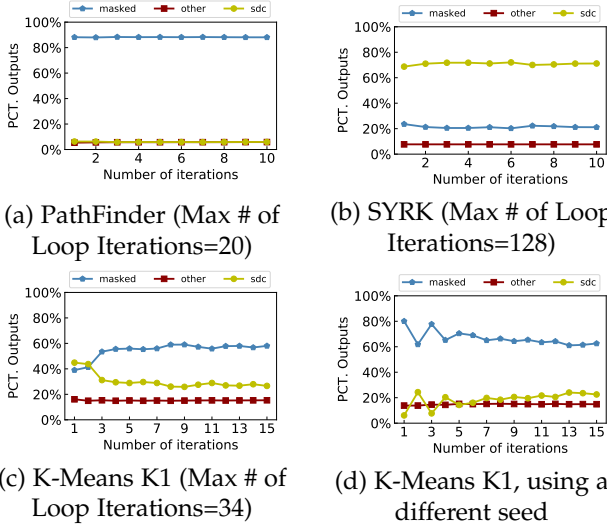 masked other sdc
100%
80%
60%
40%
20%
0%
PCT. Outputs
2 4 6 8 10
Number of iterations
(a) PathFinder (Max # of
Loop Iterations=20)
masked other sdc
100%
80%
60%
40%
20%
0%
PCT. Outputs
2 4 6 8 10
Number of iterations
(b) SYRK (Max # of Loop
Iterations=128)
masked other sdc
100%
80%
60%
40%
20%
0%
PCT. Outputs
1 3 5 7 9 11 13 15
Number of iterations
(c) K-Means K1 (Max # of
Loop Iterations=34)
masked other sdc
100%
80%
60%
40%
20%
0%
PCT. Outputs
1 3 5 7 9 11 13 15
Number of iterations
(d) K-Means K1, using a
different seed